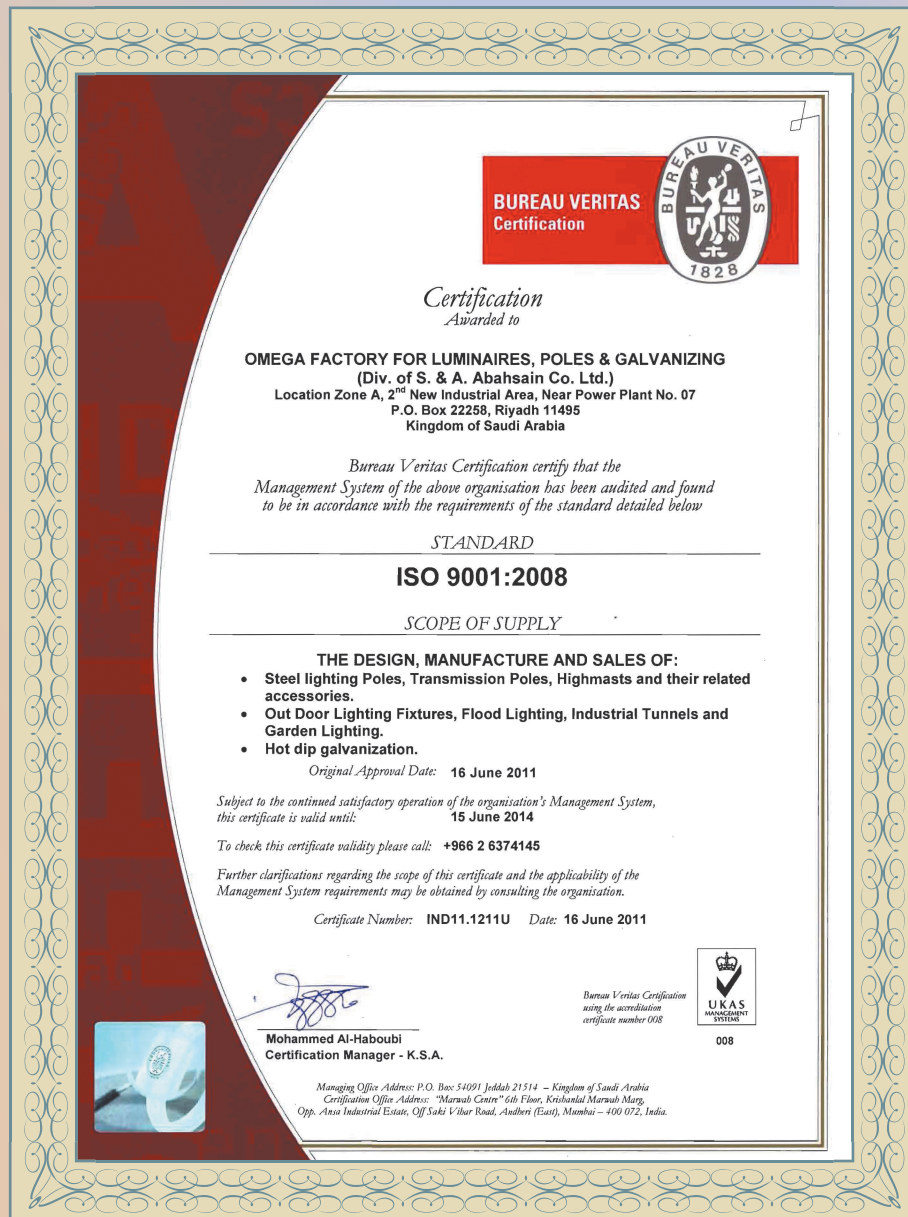 BUREAU VERITAS
Certification
BUREAU VERITAS
1828
Certification
Awarded to
OMEGA FACTORY FOR LUMINAIRES, POLES & GALVANIZING
(Div. of S. & A. Abahsain Co. Ltd.)
Location Zone A, 2nd New Industrial Area, Near Power Plant No. 07
P.O. Box 22258, Riyadh 11495
Kingdom of Saudi Arabia
Bureau Veritas Certification certify that the
Management System of the above organisation has been audited and found
to be in accordance with the requirements of the standard detailed below
STANDARD
ISO 9001:2008
SCOPE OF SUPPLY
THE DESIGN, MANUFACTURE AND SALES OF:
• Steel lighting Poles, Transmission Poles, Highmasts and their related
accessories.
• Out Door Lighting Fixtures, Flood Lighting, Industrial Tunnels and
Garden Lighting.
• Hot dip galvanization.
Original Approval Date: 16 June 2011
Subject to the continued satisfactory operation of the organisation's Management System,
this certificate is valid until: 15 June 2014
To check this certificate validity please call: +966 2 6374145
Further clarifications regarding the scope of this certificate and the applicability of the
Management System requirements may be obtained by consulting the organisation.
Certificate Number: IND11.1211U Date: 16 June 2011
Mohammed Al-Haboubi
Certification Manager - K.S.A.
Bureau Veritas Certification
using the accreditation
certificate number 008
UKAS
MANAGEMENT
SYSTEMS
008
Managing Office Address: P.O. Box 54091 Jeddah 21514 – Kingdom of Saudi Arabia
Certification Office Address: "Marwah Centre" 6th Floor, Krishanlal Marwah Marg,
Opp. Ansa Industrial Estate, Off Saki Vihar Road, Andheri (East), Mumbai – 400 072, India.